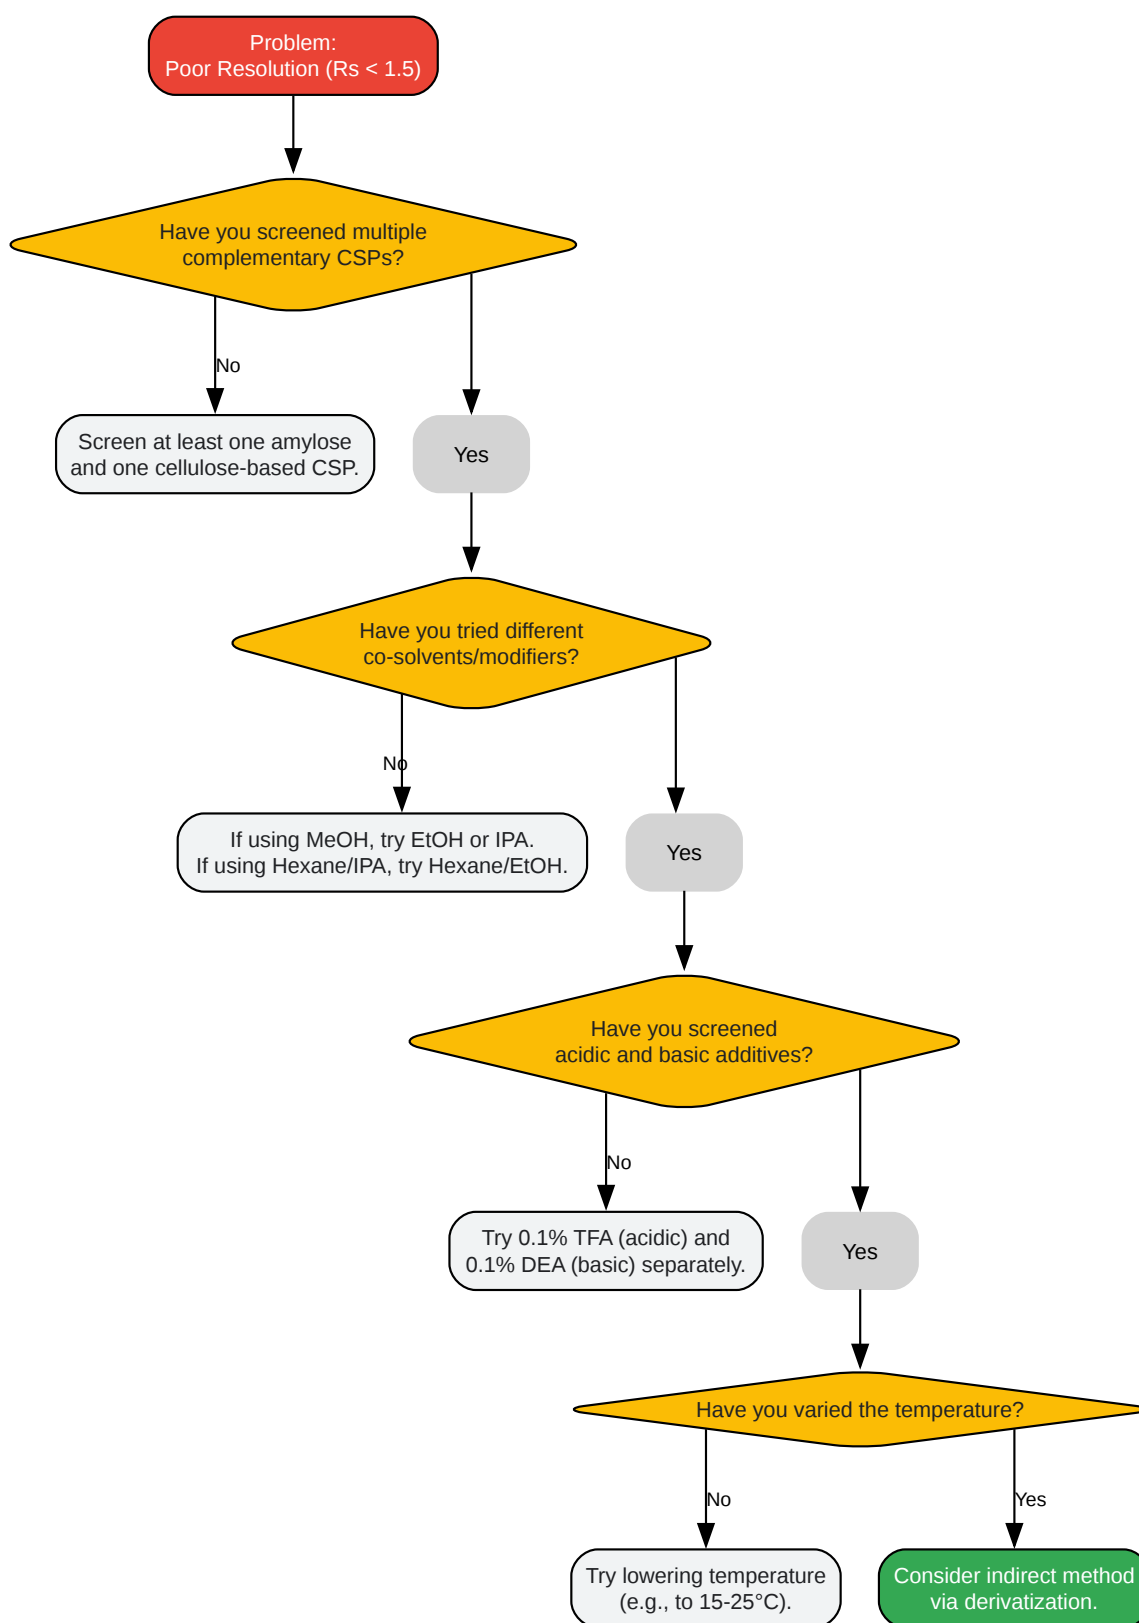 Problem:
Poor Resolution (Rs < 1.5)
Have you screened multiple
complementary CSPs?
No
Screen at least one amylose
and one cellulose-based CSP.
Yes
Have you tried different
co-solvents/modifiers?
No
If using MeOH, try EtOH or IPA.
If using Hexane/IPA, try Hexane/EtOH.
Yes
Have you screened
acidic and basic additives?
No
Try 0.1% TFA (acidic) and
0.1% DEA (basic) separately.
Yes
Have you varied the temperature?
No
Yes
Try lowering temperature
(e.g., to 15-25°C).
Consider indirect method
via derivatization.